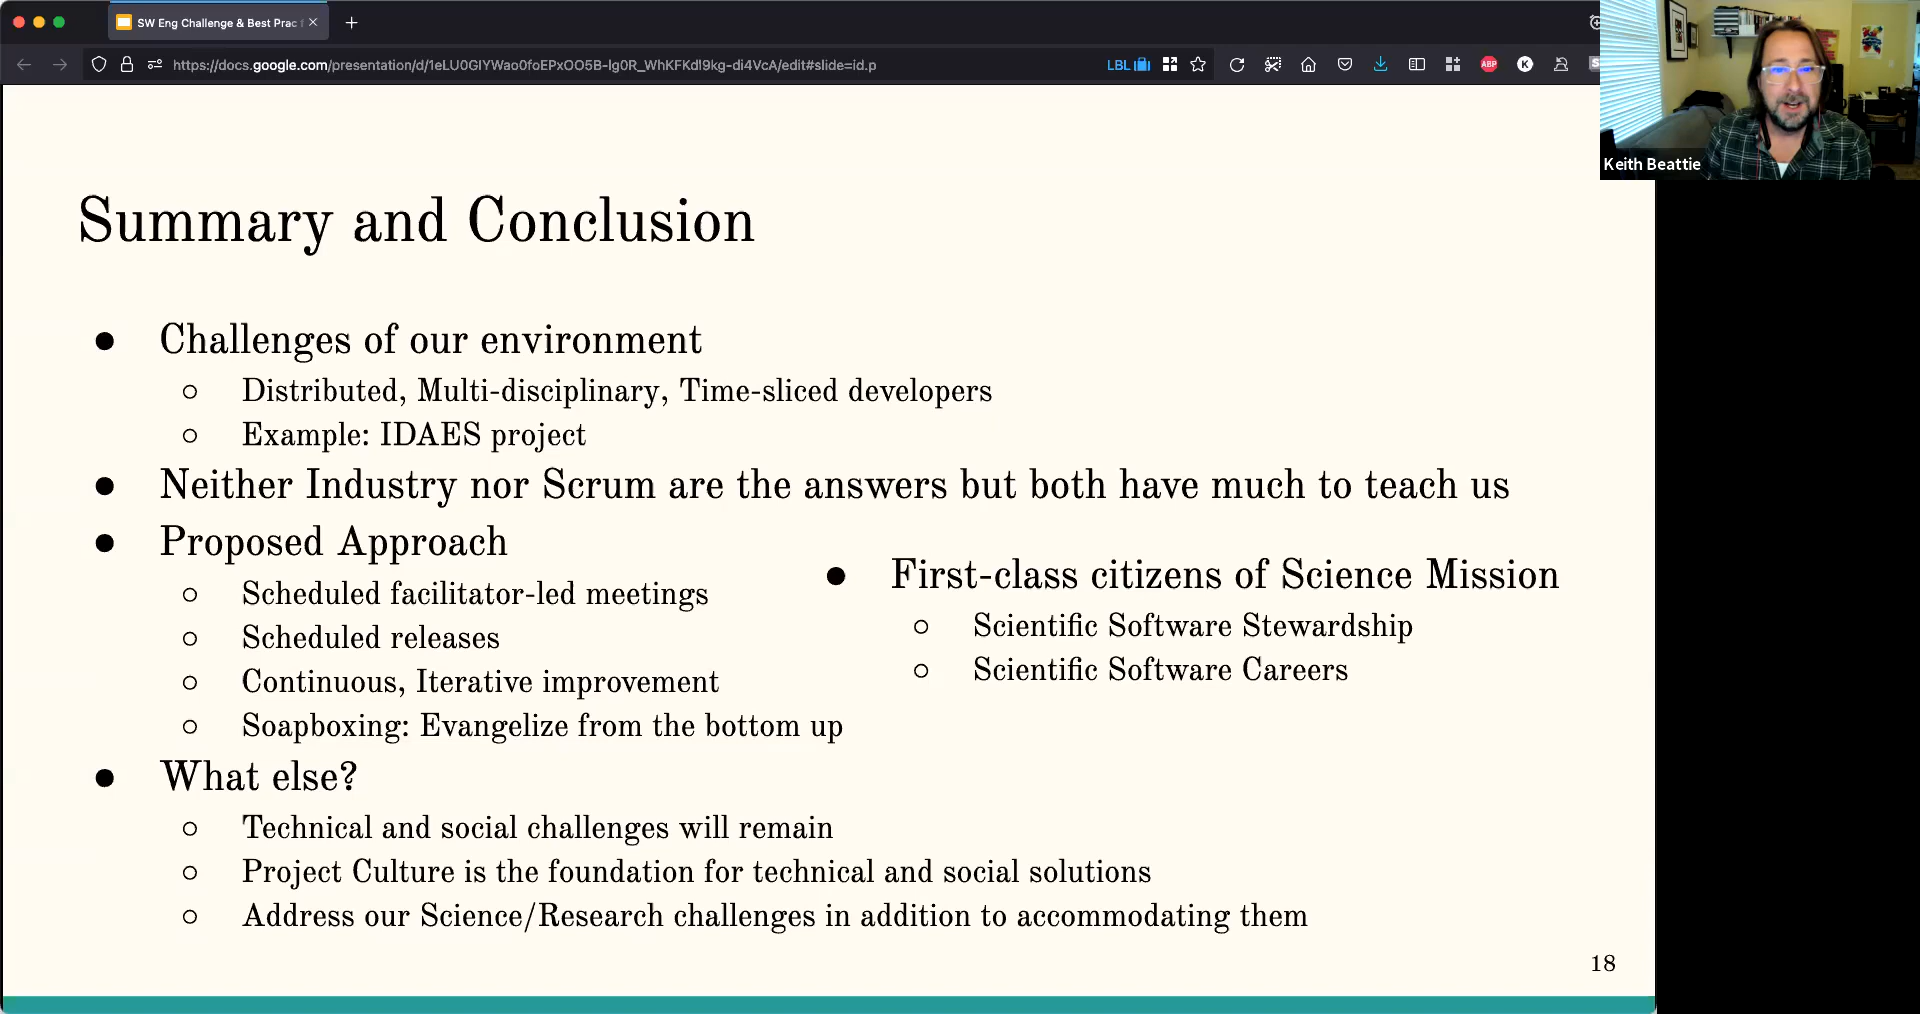 SW Eng Challenge & Best Prac
https://docs.google.com/presentation/d/1eLU0GIYWao0foEPxOO5B-Ig0R_WhKFKdl9kg-di4VcA/edit#slide=id.p
LBL
ABP
K
Keith Beattie
Summary and Conclusion
● Challenges of our environment
○ Distributed, Multi-disciplinary, Time-sliced developers
○ Example: IDAES project
● Neither Industry nor Scrum are the answers but both have much to teach us
● Proposed Approach
○ Scheduled facilitator-led meetings
○ Scheduled releases
○ Continuous, Iterative improvement
○ Soapboxing: Evangelize from the bottom up
● First-class citizens of Science Mission
○ Scientific Software Stewardship
○ Scientific Software Careers
● What else?
○ Technical and social challenges will remain
○ Project Culture is the foundation for technical and social solutions
○ Address our Science/Research challenges in addition to accommodating them
18